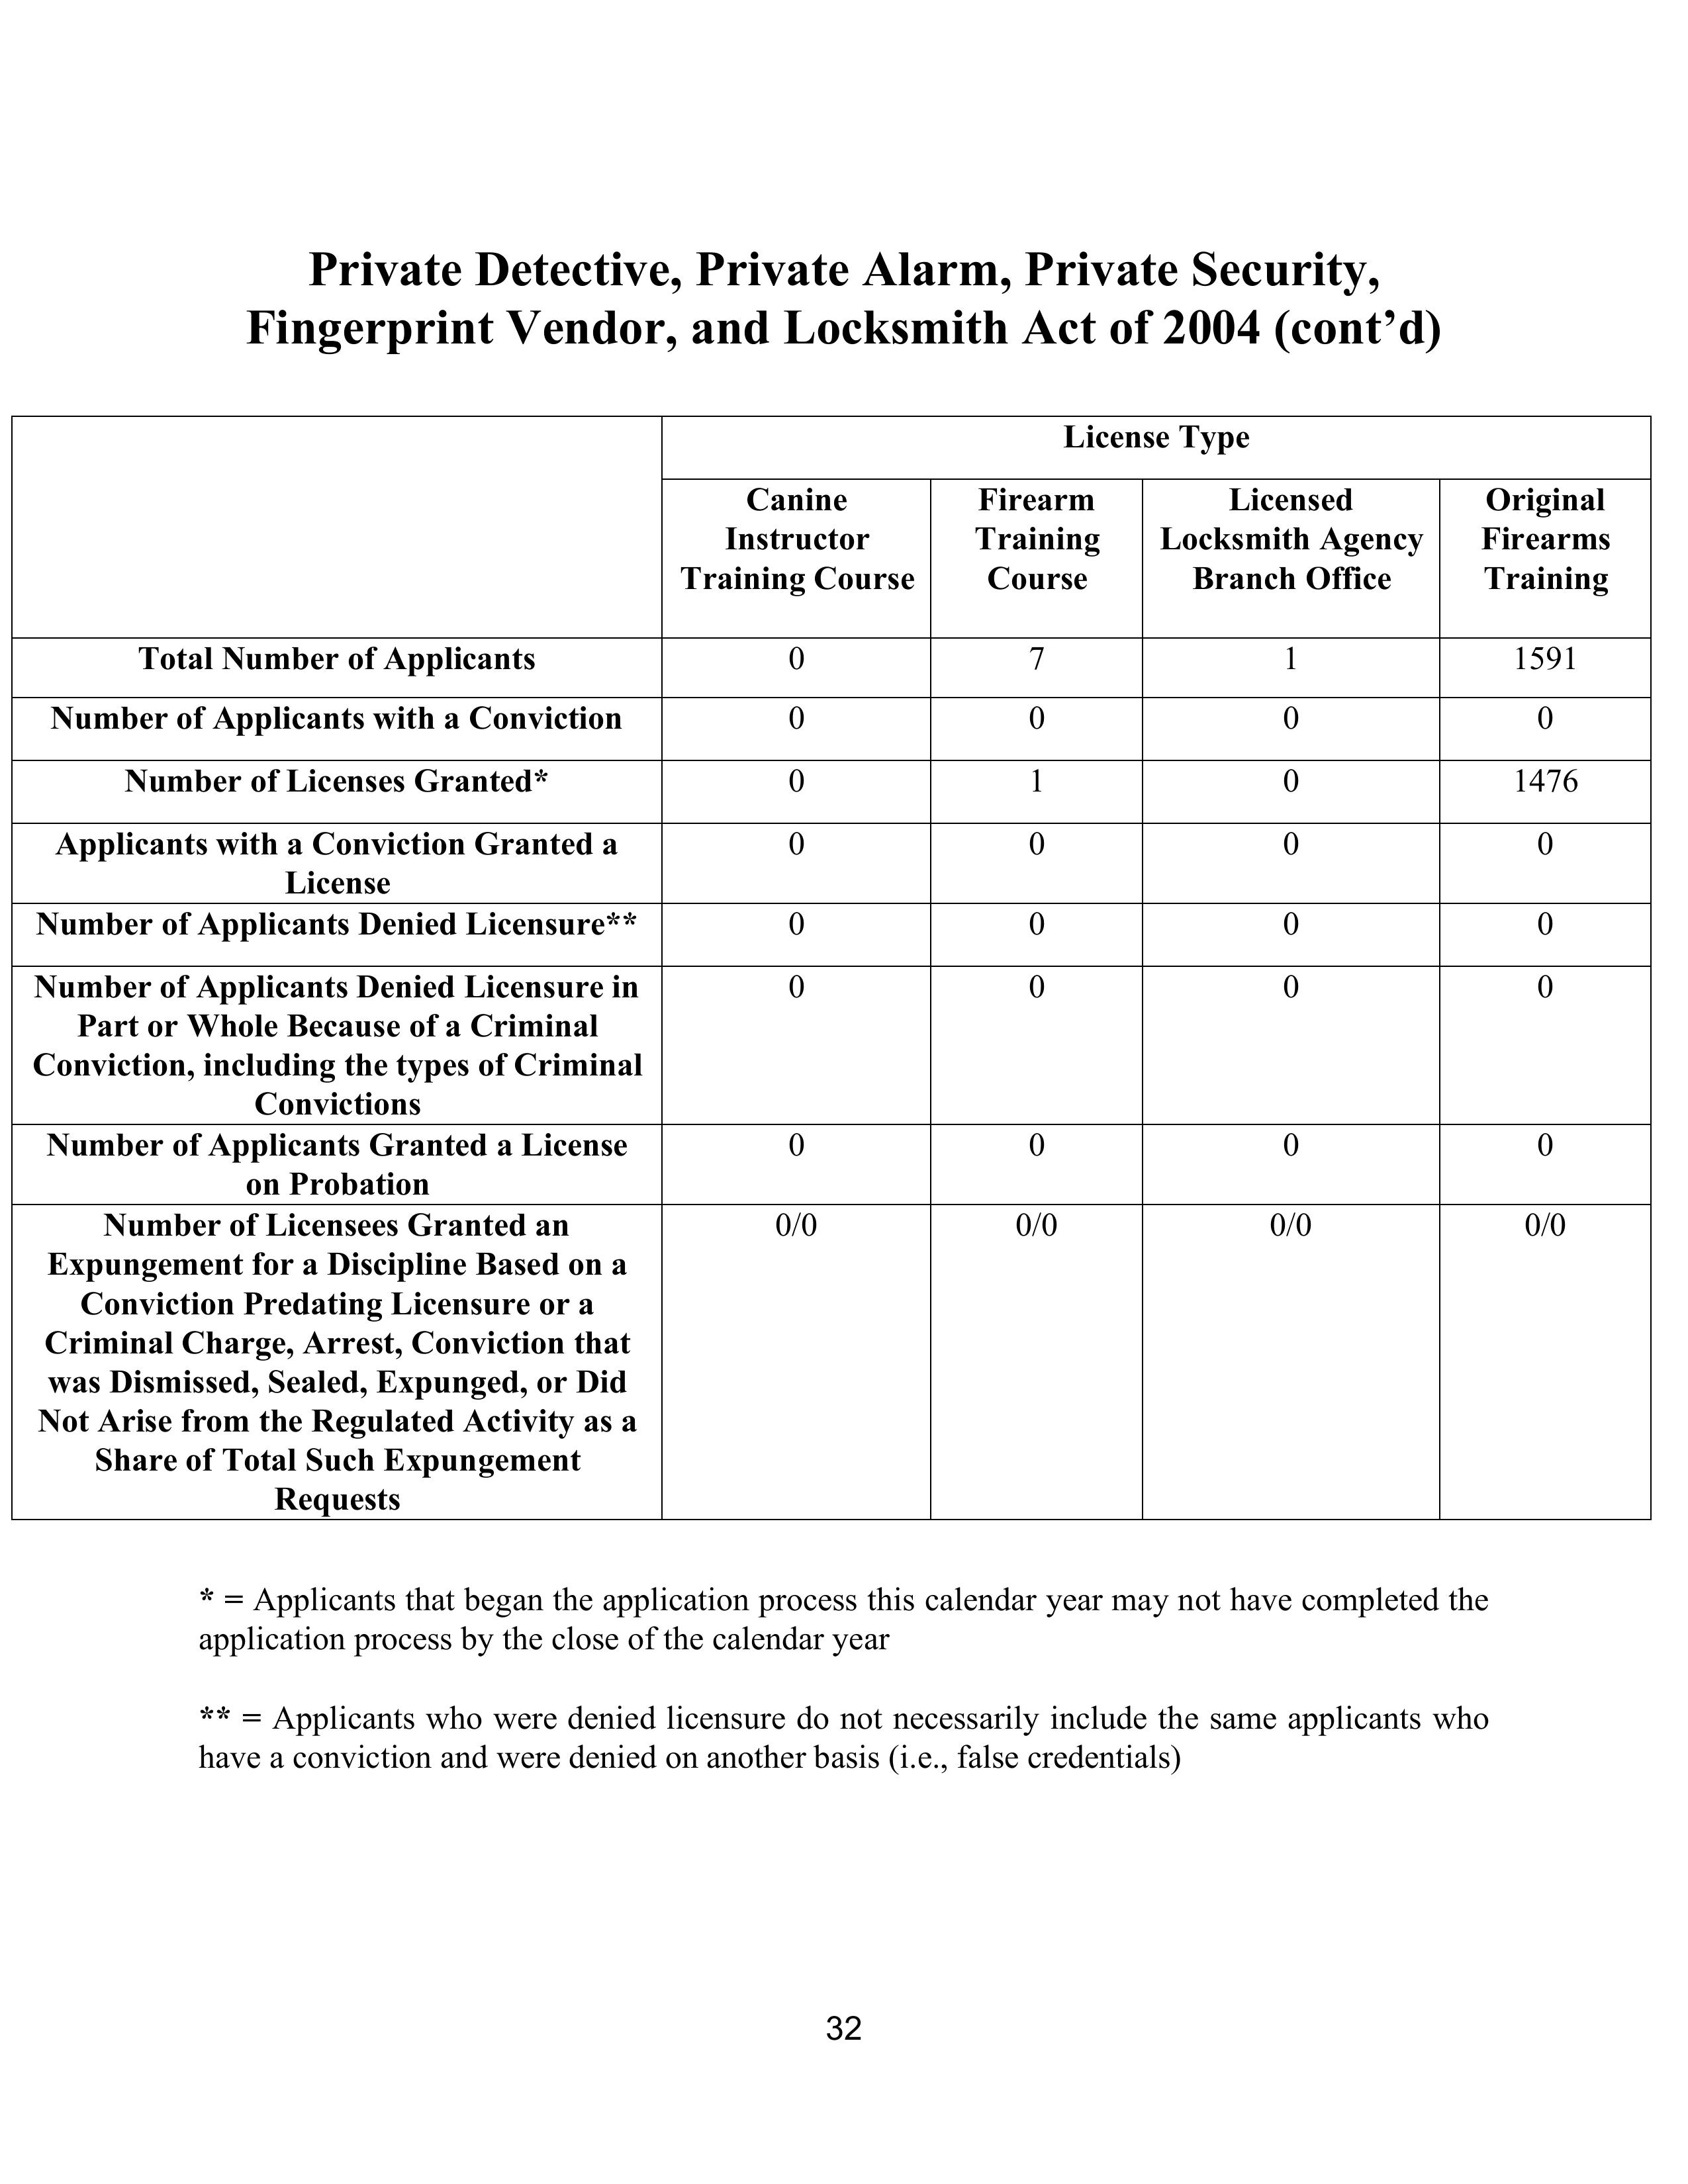 Private Detective, Private Alarm, Private Security,
Fingerprint Vendor, and Locksmith Act of 2004 (cont’d)
License Type
Canine
Instructor
Training Course
Firearm
Training
Course
Licensed
Locksmith Agency
Branch Office
Original
Firearms
Training
Total Number of Applicants 0 7 1 1591
Number of Applicants with a Conviction 0 0 0 0
Number of Licenses Granted* 0 1 0 1476
Applicants with a Conviction Granted a 0 0 0 0
License
Number of Applicants Denied Licensure** 0 0 0 0
Number of Applicants Denied Licensure in 0 0 0 0
Part or Whole Because of a Criminal
Conviction, including the types of Criminal
Convictions
Number of Applicants Granted a License 0 0 0 0
on Probation
Number of Licensees Granted an 0/0 0/0 0/0 0/0
Expungement for a Discipline Based on a
Conviction Predating Licensure or a
Criminal Charge, Arrest, Conviction that
was Dismissed, Sealed, Expunged, or Did
Not Arise from the Regulated Activity as a
Share of Total Such Expungement
Requests
* = Applicants that began the application process this calendar year may not have completed the
application process by the close of the calendar year
** = Applicants who were denied licensure do not necessarily include the same applicants who
have a conviction and were denied on another basis (i.e., false credentials)
32